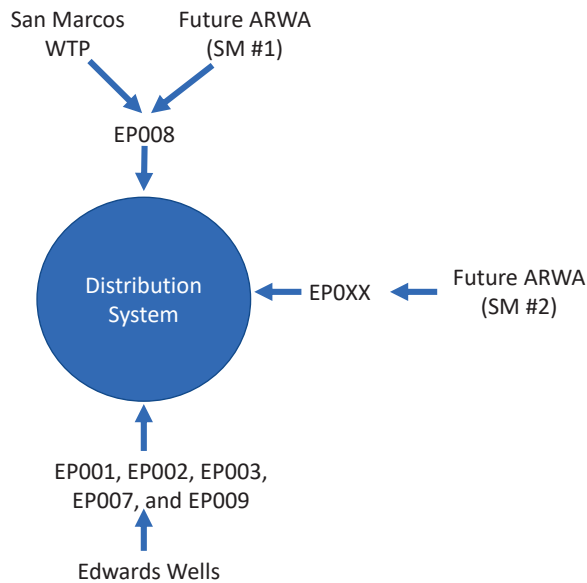 San Marcos
WTP
Future ARWA
(SM #1)
EP008
Distribution
System
EP0XX
Future ARWA
(SM #2)
EP001, EP002, EP003,
EP007, and EP009
Edwards Wells